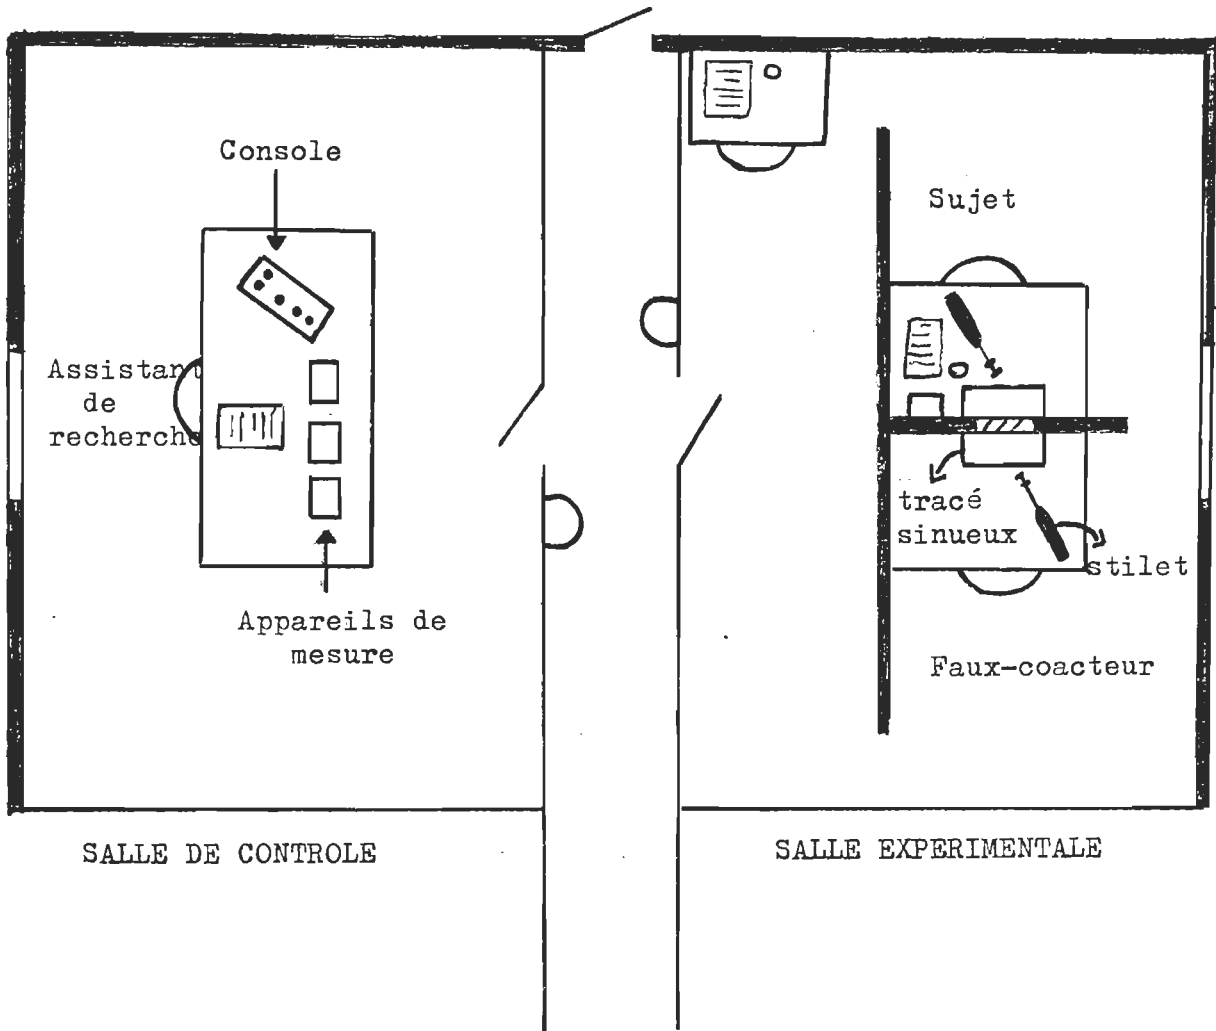 Console
Assistant
de
recherche
Appareils de
mesure
SALLE DE CONTROLE
Sujet
tracé
sinueux
stilet
Faux-coacteur
SALLE EXPERIMENTALE